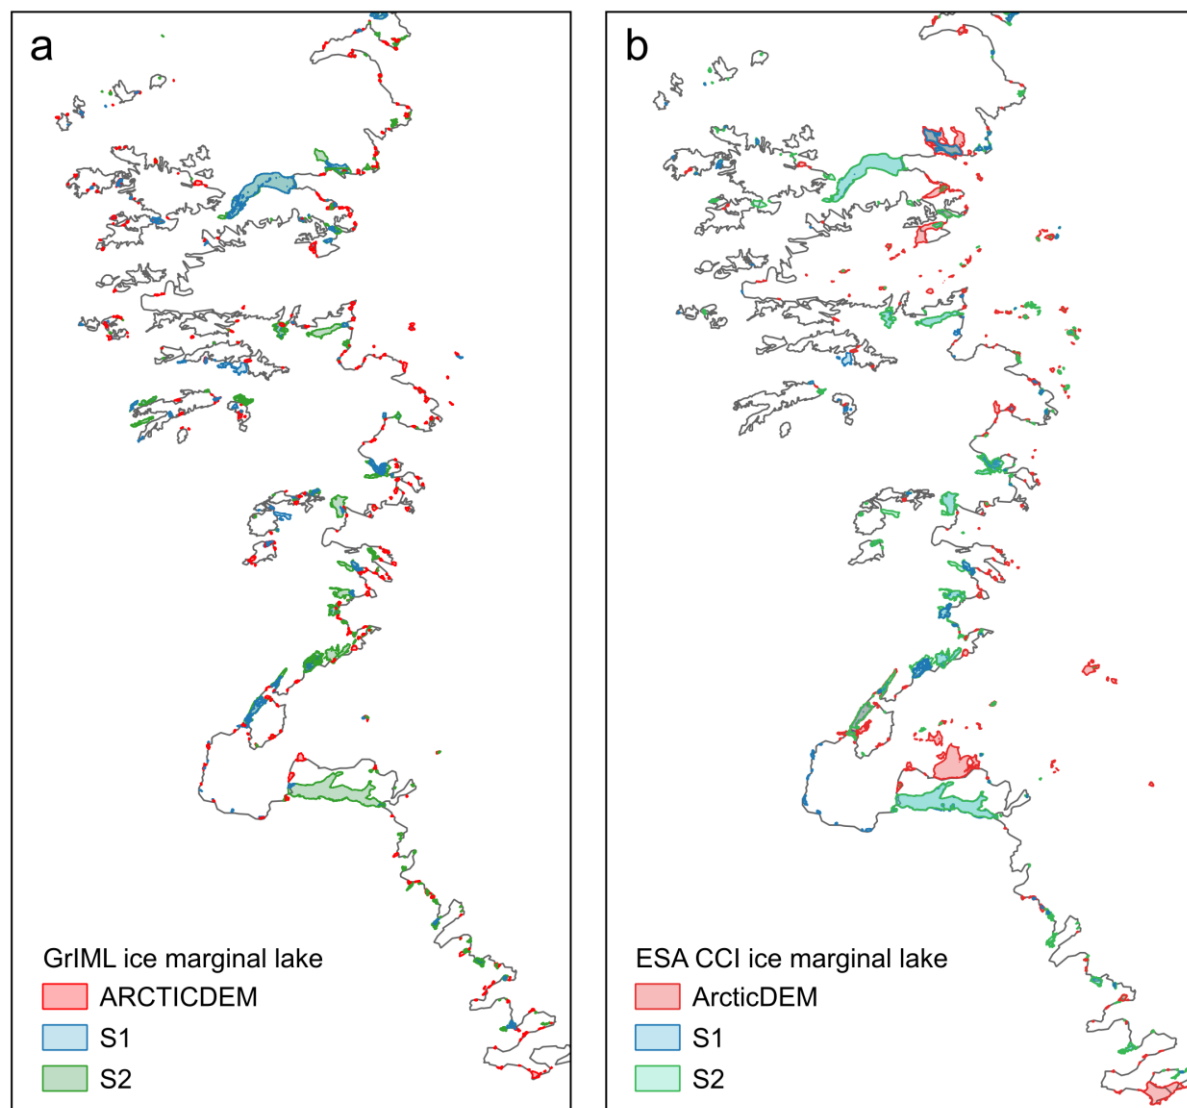 a
GrIML ice marginal lake
ARCTICDEM
S1
S2
b
ESA CCI ice marginal lake
ArcticDEM
S1
S2